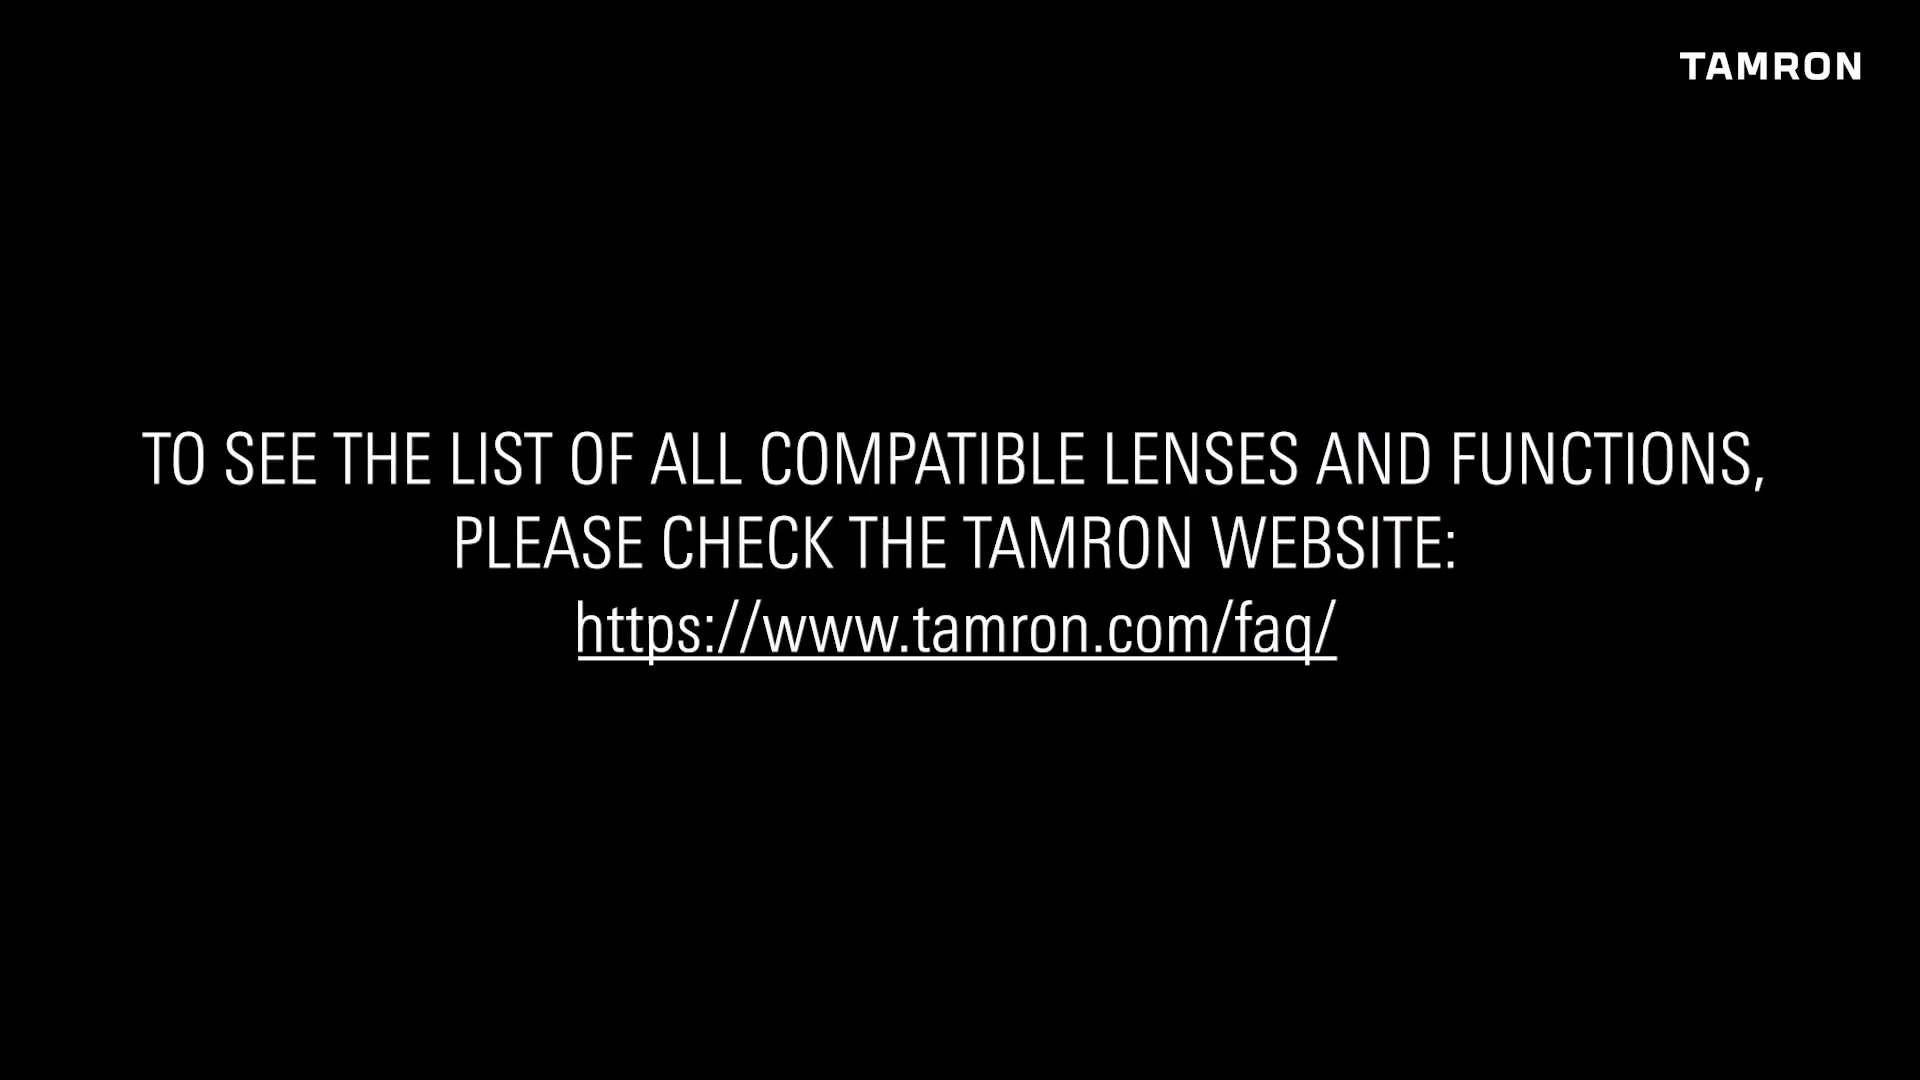 TAMRON
TO SEE THE LIST OF ALL COMPATIBLE LENSES AND FUNCTIONS,
PLEASE CHECK THE TAMRON WEBSITE:
https://www.tamron.com/faq/